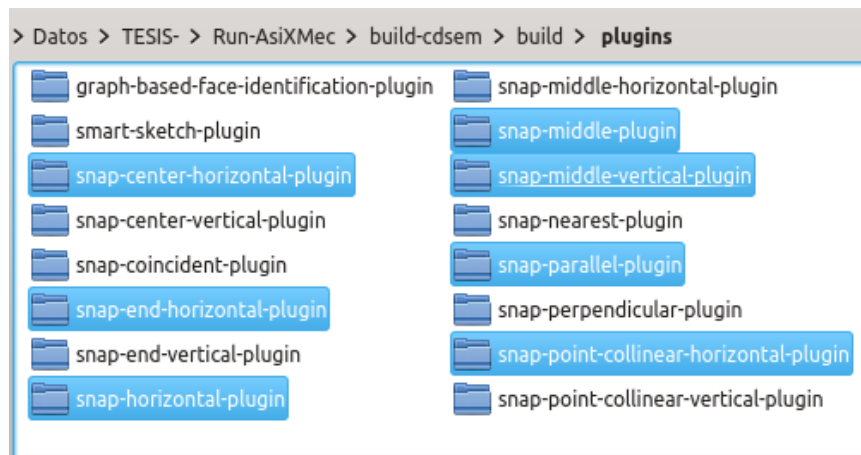 > Datos > TESIS- > Run-AsiXMec > build-cdsem > build > plugins
graph-based-face-identification-plugin
smart-sketch-plugin
snap-center-horizontal-plugin
snap-center-vertical-plugin
snap-coincident-plugin
snap-end-horizontal-plugin
snap-end-vertical-plugin
snap-horizontal-plugin
snap-middle-horizontal-plugin
snap-middle-plugin
snap-middle-vertical-plugin
snap-nearest-plugin
snap-parallel-plugin
snap-perpendicular-plugin
snap-point-collinear-horizontal-plugin
snap-point-collinear-vertical-plugin